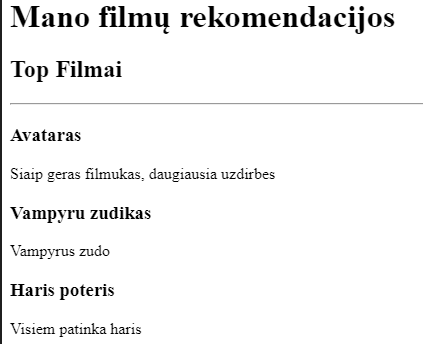 Mano filmų rekomendacijos
Top Filmai
Avataras
Siaip geras filmukas, daugiausia uzdirbes
Vampyru zudikas
Vampyrus zudo
Haris poteris
Visiem patinka haris